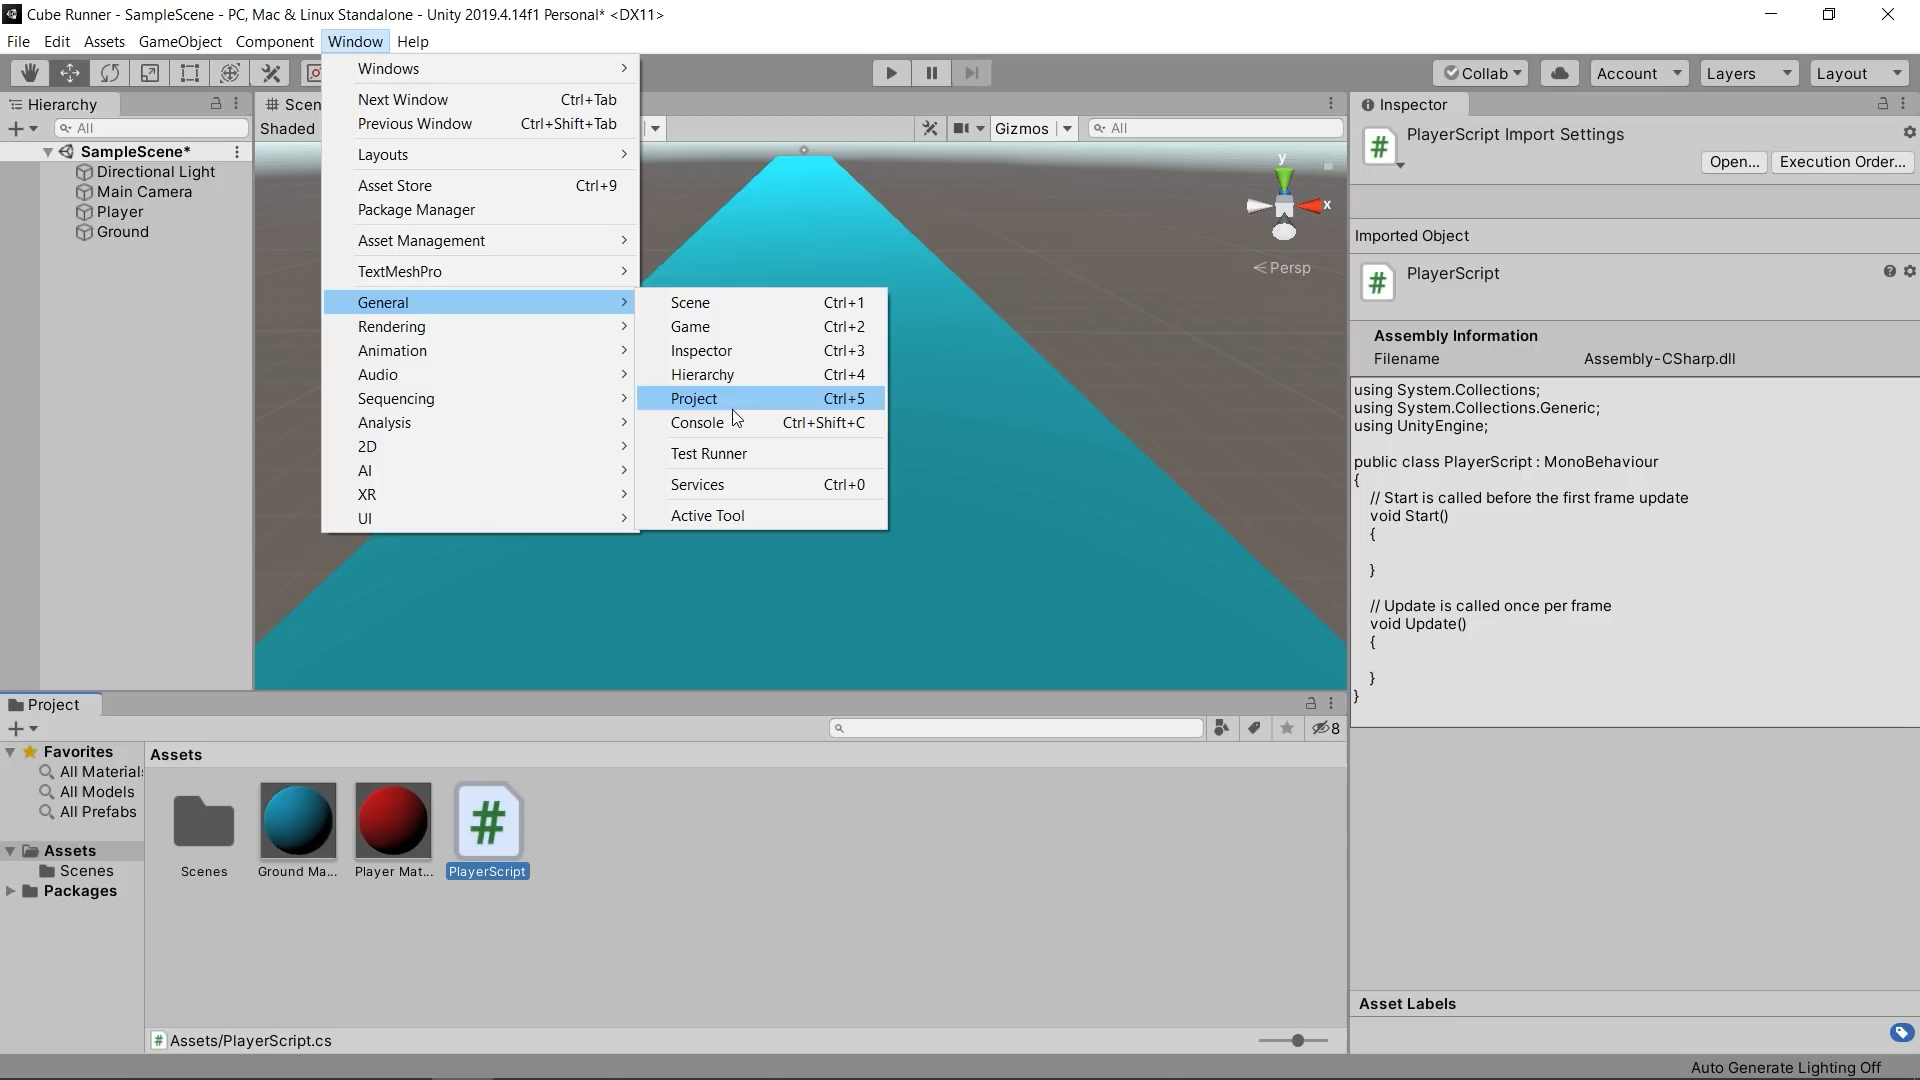 Cube Runner - SampleScene - PC, Mac & Linux Standalone - Unity 2019.4.14f1 Personal* <DX11>
File Edit Assets GameObject Component Window Help
Collab Account Layers Layout
Hierarchy
All
SampleScene*
Directional Light
Main Camera
Player
Ground
Scen
Shaded
Gizmos
All
y
x
Persp
Windows
Next Window Ctrl+Tab
Previous Window Ctrl+Shift+Tab
Layouts
Asset Store Ctrl+9
Package Manager
Asset Management
TextMeshPro
General
Rendering
Animation
Audio
Sequencing
Analysis
2D
AI
XR
UI
Scene Ctrl+1
Game Ctrl+2
Inspector Ctrl+3
Hierarchy Ctrl+4
Project Ctrl+5
Console Ctrl+Shift+C
Test Runner
Services Ctrl+0
Active Tool
Inspector
PlayerScript Import Settings
Open... Execution Order...
Imported Object
PlayerScript
Assembly Information
Filename Assembly-CSharp.dll
using System.Collections;
using System.Collections.Generic;
using UnityEngine;
public class PlayerScript : MonoBehaviour
{
// Start is called before the first frame update
void Start()
{
}
// Update is called once per frame
void Update()
{
}
}
Asset Labels
Project
8
Favorites
All Materials
All Models
All Prefabs
Assets
Scenes
Packages
Assets
Scenes Ground Ma... Player Mat... PlayerScript
Assets/PlayerScript.cs
Auto Generate Lighting Off